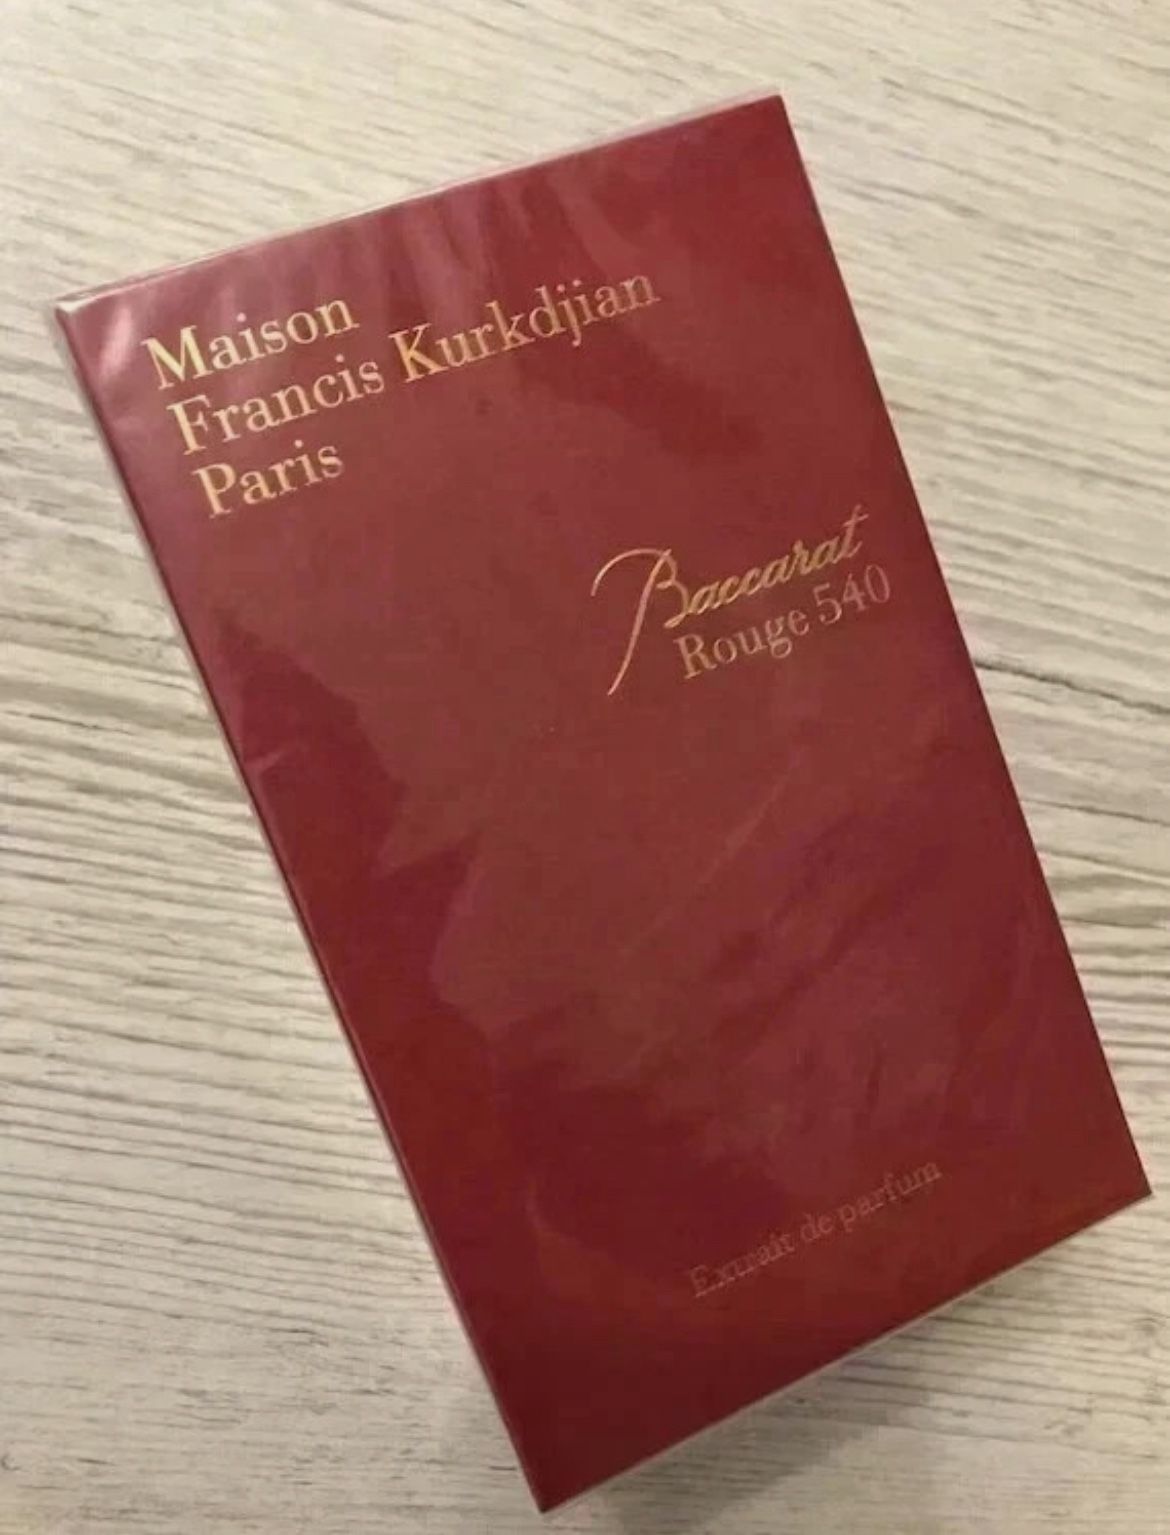 Maison
Francis Kurkdjian
Paris
Baccarat
Rouge 540
Extrait de parfum